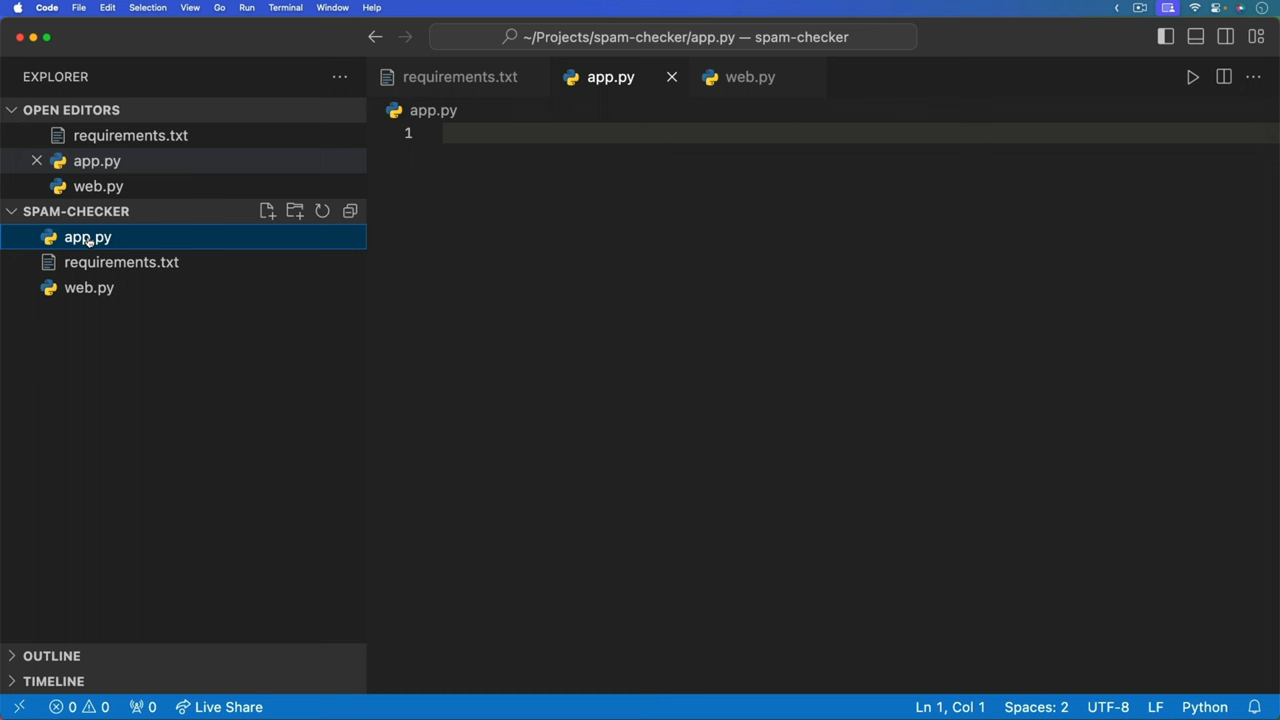 Code File Edit Selection View Go Run Terminal Window Help
~/Projects/spam-checker/app.py — spam-checker
EXPLORER
requirements.txt
app.py
web.py
OPEN EDITORS
requirements.txt
app.py
web.py
SPAM-CHECKER
app.py
requirements.txt
web.py
app.py
1
OUTLINE
TIMELINE
0 0 0 Live Share Ln 1, Col 1 Spaces: 2 UTF-8 LF Python